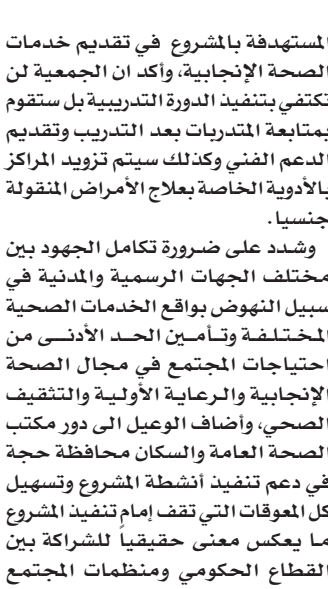 المستهدفة بالمشروع في تقديم خدمات
الصحة الإنجابية، وأكد ان الجمعية لن
تكتفي بتنفيذ الدورة التدريبية بل ستقوم
بمتابعة المتدربات بعد التدريب وتقديم
الدعم الفني وكذلك سيتم تزويد المراكز
بالأدوية الخاصة بعلاج الأمراض المنقولة
جنسيا.
وشدد على ضرورة تكامل الجهود بين
مختلف الجهات الرسمية والمدنية في
سبيل النهوض بواقع الخدمات الصحية
المختلفة وتأمين الحد الأدنى من
احتياجات المجتمع في مجال الصحة
الإنجابية والرعاية الأولية والتثقيف
الصحي، وأضاف الوعيل الى دور مكتب
الصحة العامة والسكان محافظة حجة
في دعم تنفيذ أنشطة المشروع وتسهيل
كل المعوقات التي تقف إمام تنفيذ المشروع
ما يعكس معنى حقيقياً للشراكة بين
القطاع الحكومي ومنظمات المجتمع